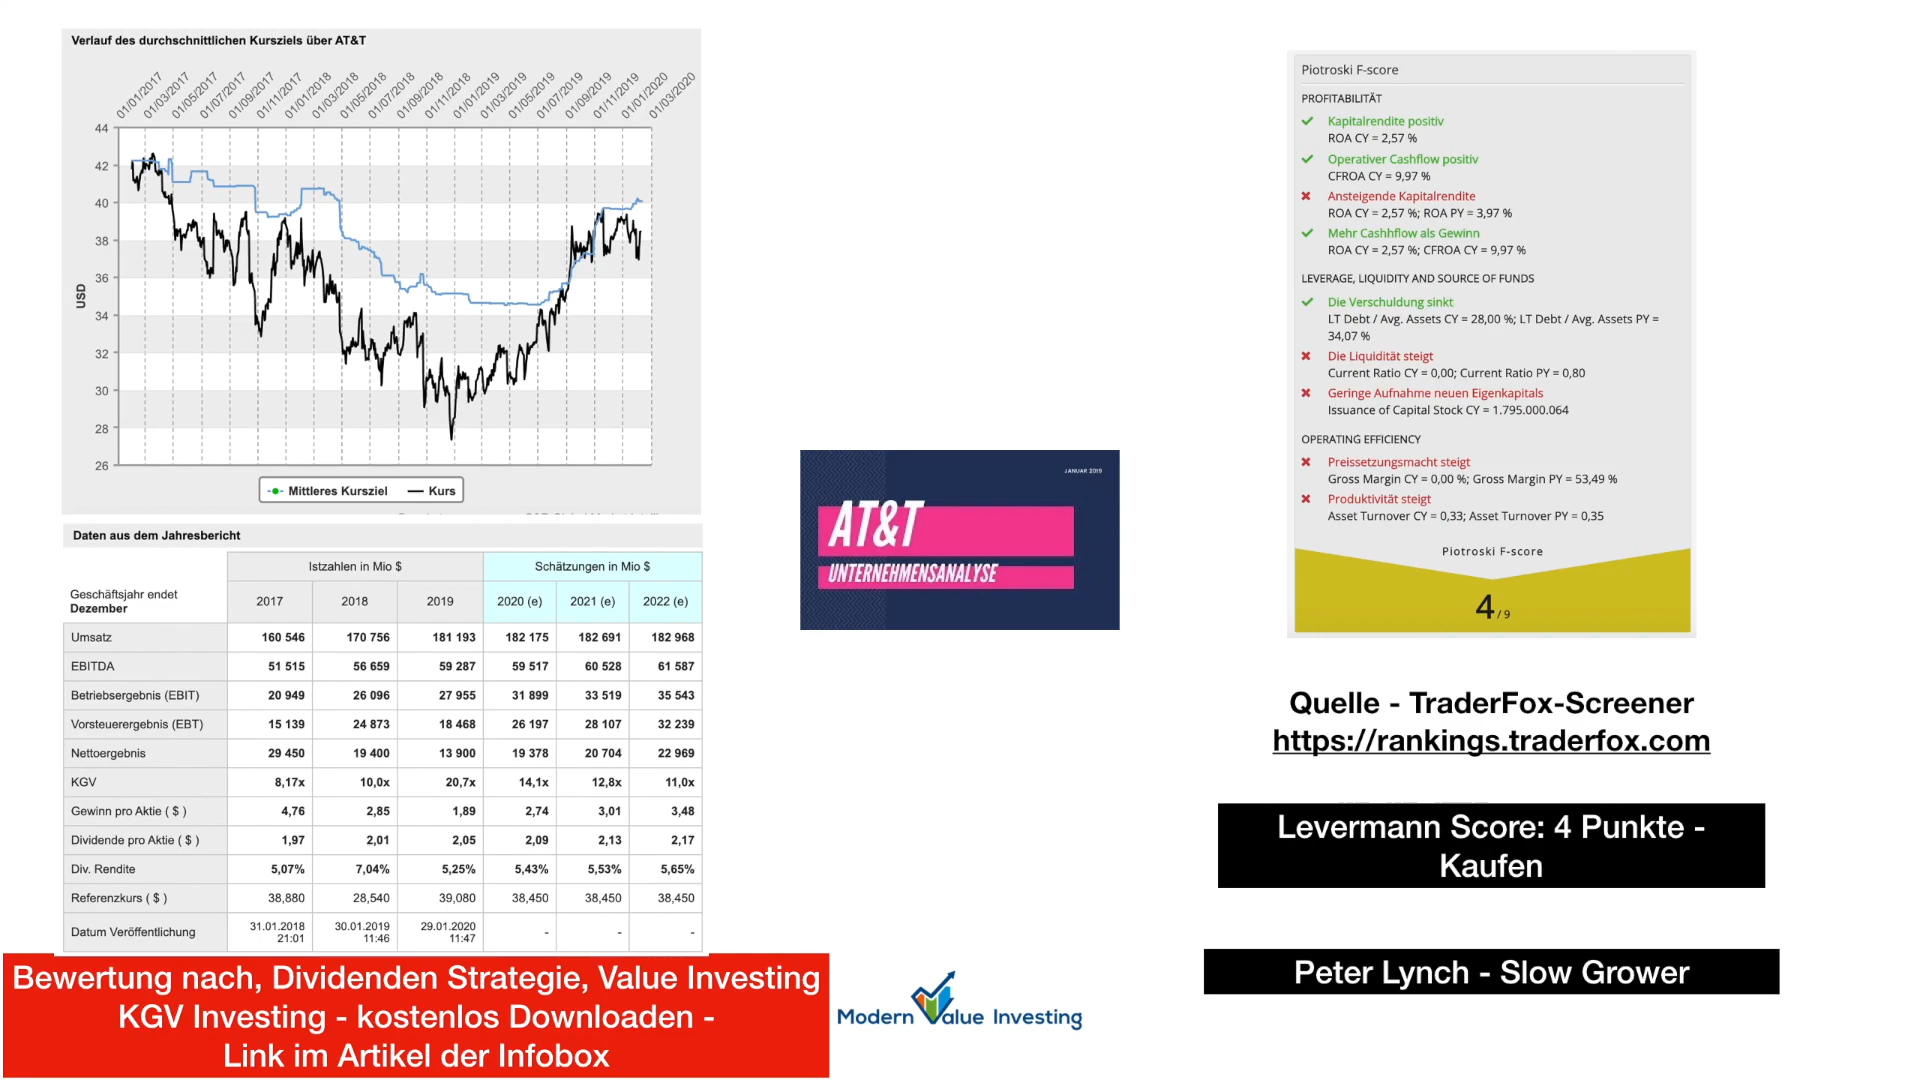 Verlauf des durchschnittlichen Kursziels über AT&T
01/01/2017
01/03/2017
01/05/2017
01/07/2017
01/09/2017
01/11/2017
01/01/2018
01/03/2018
01/05/2018
01/07/2018
01/09/2018
01/11/2018
01/01/2019
01/03/2019
01/05/2019
01/07/2019
01/09/2019
01/11/2019
01/01/2020
01/03/2020
44
42
40
38
36
34
32
30
28
26
USD
Mittleres Kursziel Kurs
Daten aus dem Jahresbericht
Istzahlen in Mio $ Schätzungen in Mio $
Geschäftsjahr endet
Dezember
2017 2018 2019 2020 (e) 2021 (e) 2022 (e)
Umsatz 160 546 170 756 181 193 182 175 182 691 182 968
EBITDA 51 515 56 659 59 287 59 517 60 528 61 587
Betriebsergebnis (EBIT) 20 949 26 096 27 955 31 899 33 519 35 543
Vorsteuerergebnis (EBT) 15 139 24 873 18 468 26 197 28 107 32 239
Nettoergebnis 29 450 19 400 13 900 19 378 20 704 22 969
KGV 8,17x 10,0x 20,7x 14,1x 12,8x 11,0x
Gewinn pro Aktie ( $ ) 4,76 2,85 1,89 2,74 3,01 3,48
Dividende pro Aktie ( $ ) 1,97 2,01 2,05 2,09 2,13 2,17
Div. Rendite 5,07% 7,04% 5,25% 5,43% 5,53% 5,65%
Referenzkurs ( $ ) 38,880 28,540 39,080 38,450 38,450 38,450
Datum Veröffentlichung 31.01.2018 30.01.2019 29.01.2020 - - -
21:01 11:46 11:47
Bewertung nach, Dividenden Strategie, Value Investing
KGV Investing - kostenlos Downloaden -
Link im Artikel der Infobox
JANUAR 2019
AT&T
UNTERNEHMENSANALYSE
Modern Value Investing
Piotroski F-score
PROFITABILITÄT
Kapitalrendite positiv
ROA CY = 2,57 %
Operativer Cashflow positiv
CFROA CY = 9,97 %
Ansteigende Kapitalrendite
ROA CY = 2,57 %; ROA PY = 3,97 %
Mehr Cashhflow als Gewinn
ROA CY = 2,57 %; CFROA CY = 9,97 %
LEVERAGE, LIQUIDITY AND SOURCE OF FUNDS
Die Verschuldung sinkt
LT Debt / Avg. Assets CY = 28,00 %; LT Debt / Avg. Assets PY =
34,07 %
Die Liquidität steigt
Current Ratio CY = 0,00; Current Ratio PY = 0,80
Geringe Aufnahme neuen Eigenkapitals
Issuance of Capital Stock CY = 1.795.000.064
OPERATING EFFICIENCY
Preissetzungsmacht steigt
Gross Margin CY = 0,00 %; Gross Margin PY = 53,49 %
Produktivität steigt
Asset Turnover CY = 0,33; Asset Turnover PY = 0,35
Piotroski F-score
4 / 9
Quelle - TraderFox-Screener
https://rankings.traderfox.com
Levermann Score: 4 Punkte -
Kaufen
Peter Lynch - Slow Grower